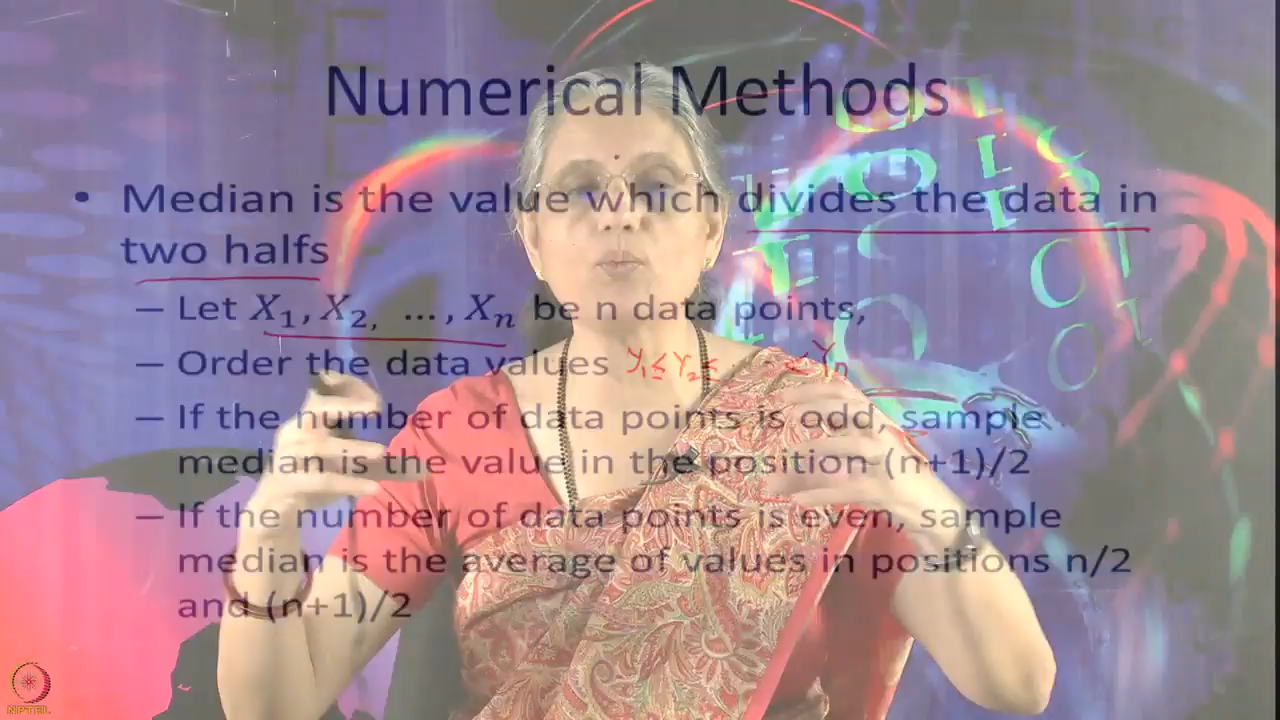 Numerical Methods
• Median is the value which divides the data in
two halfs
– Let X₁, X₂, …, Xₙ be n data points,
– Order the data values Y₁ ≤ Y₂ ≤ ... ≤ Yₙ
– If the number of data points is odd, sample
median is the value in the position (n+1)/2
– If the number of data points is even, sample
median is the average of values in positions n/2
and (n+1)/2
NPTEL